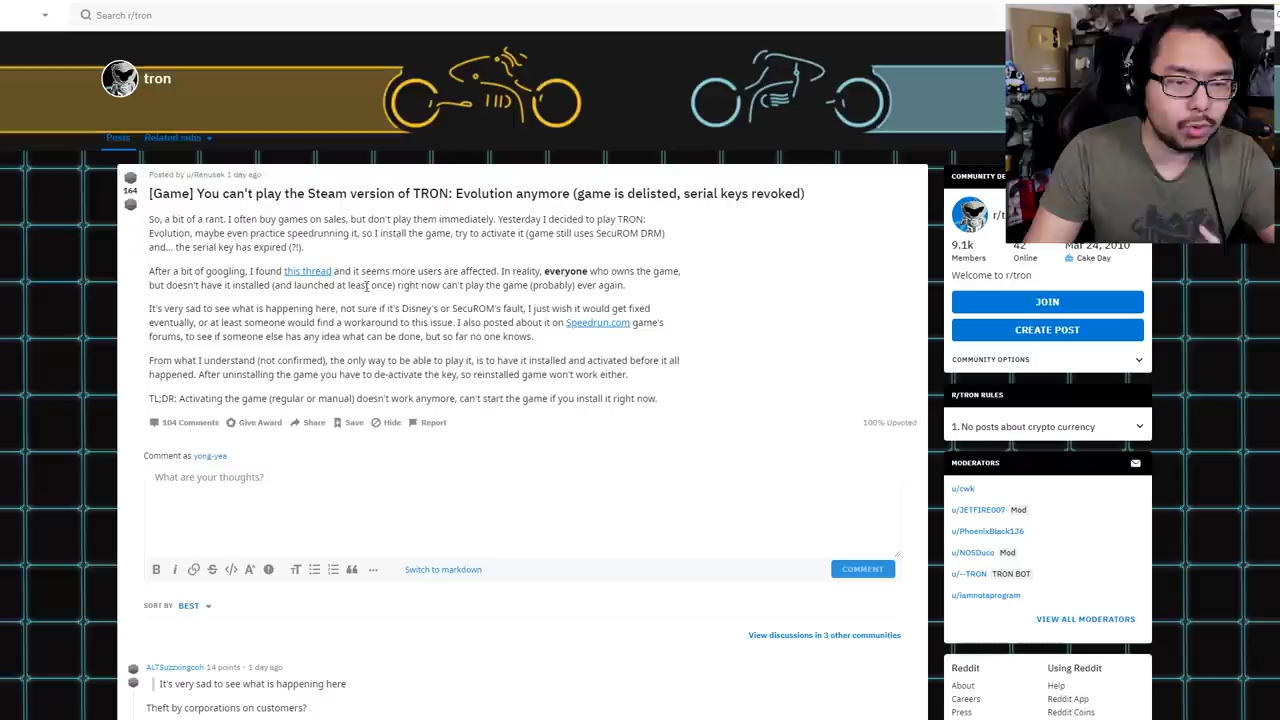 Search r/tron
tron
Posts Related subs
Posted by u/Ranusek 1 day ago
164
[Game] You can't play the Steam version of TRON: Evolution anymore (game is delisted, serial keys revoked)
So, a bit of a rant. I often buy games on sales, but don't play them immediately. Yesterday I decided to play TRON:
Evolution, maybe even practice speedrunning it, so I install the game, try to activate it (game still uses SecuROM DRM)
and... the serial key has expired (?!).
After a bit of googling, I found this thread and it seems more users are affected. In reality, everyone who owns the game,
but doesn't have it installed (and launched at least once) right now can't play the game (probably) ever again.
It's very sad to see what is happening here, not sure if it's Disney's or SecuROM's fault, I just wish it would get fixed
eventually, or at least someone would find a workaround to this issue. I also posted about it on Speedrun.com game's
forums, to see if someone else has any idea what can be done, but so far no one knows.
From what I understand (not confirmed), the only way to be able to play it, is to have it installed and activated before it all
happened. After uninstalling the game you have to de-activate the key, so reinstalled game won't work either.
TL;DR: Activating the game (regular or manual) doesn't work anymore, can't start the game if you install it right now.
104 Comments Give Award Share Save Hide Report 100% Upvoted
Comment as yong-yea
What are your thoughts?
Switch to markdown
COMMENT
SORT BY BEST
View discussions in 3 other communities
ALTSuzzxingcoh 14 points · 1 day ago
It's very sad to see what is happening here
Theft by corporations on customers?
COMMUNITY DE
r/t
9.1k 42 Mar 24, 2010
Members Online Cake Day
Welcome to r/tron
JOIN
CREATE POST
COMMUNITY OPTIONS
R/TRON RULES
1. No posts about crypto currency
MODERATORS
u/cwk
u/JETFIRE007 Mod
u/PhoenixBlack136
u/NOSDuco Mod
u/--TRON TRON BOT
u/iamnotaprogram
VIEW ALL MODERATORS
Reddit Using Reddit
About Help
Careers Reddit App
Press Reddit Coins